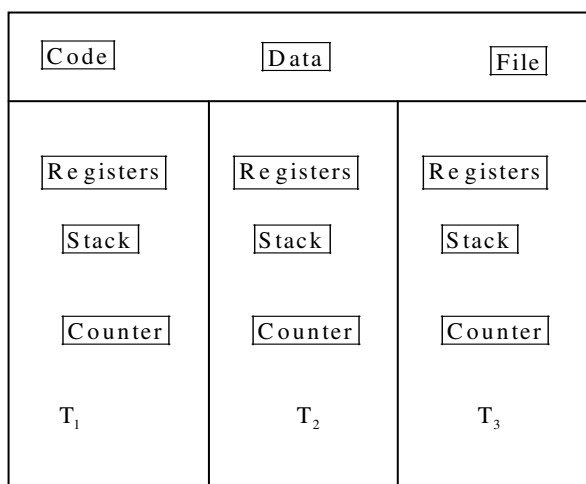 Code Data File
Registers Registers Registers
Stack Stack Stack
Counter Counter Counter
T₁ T₂ T₃